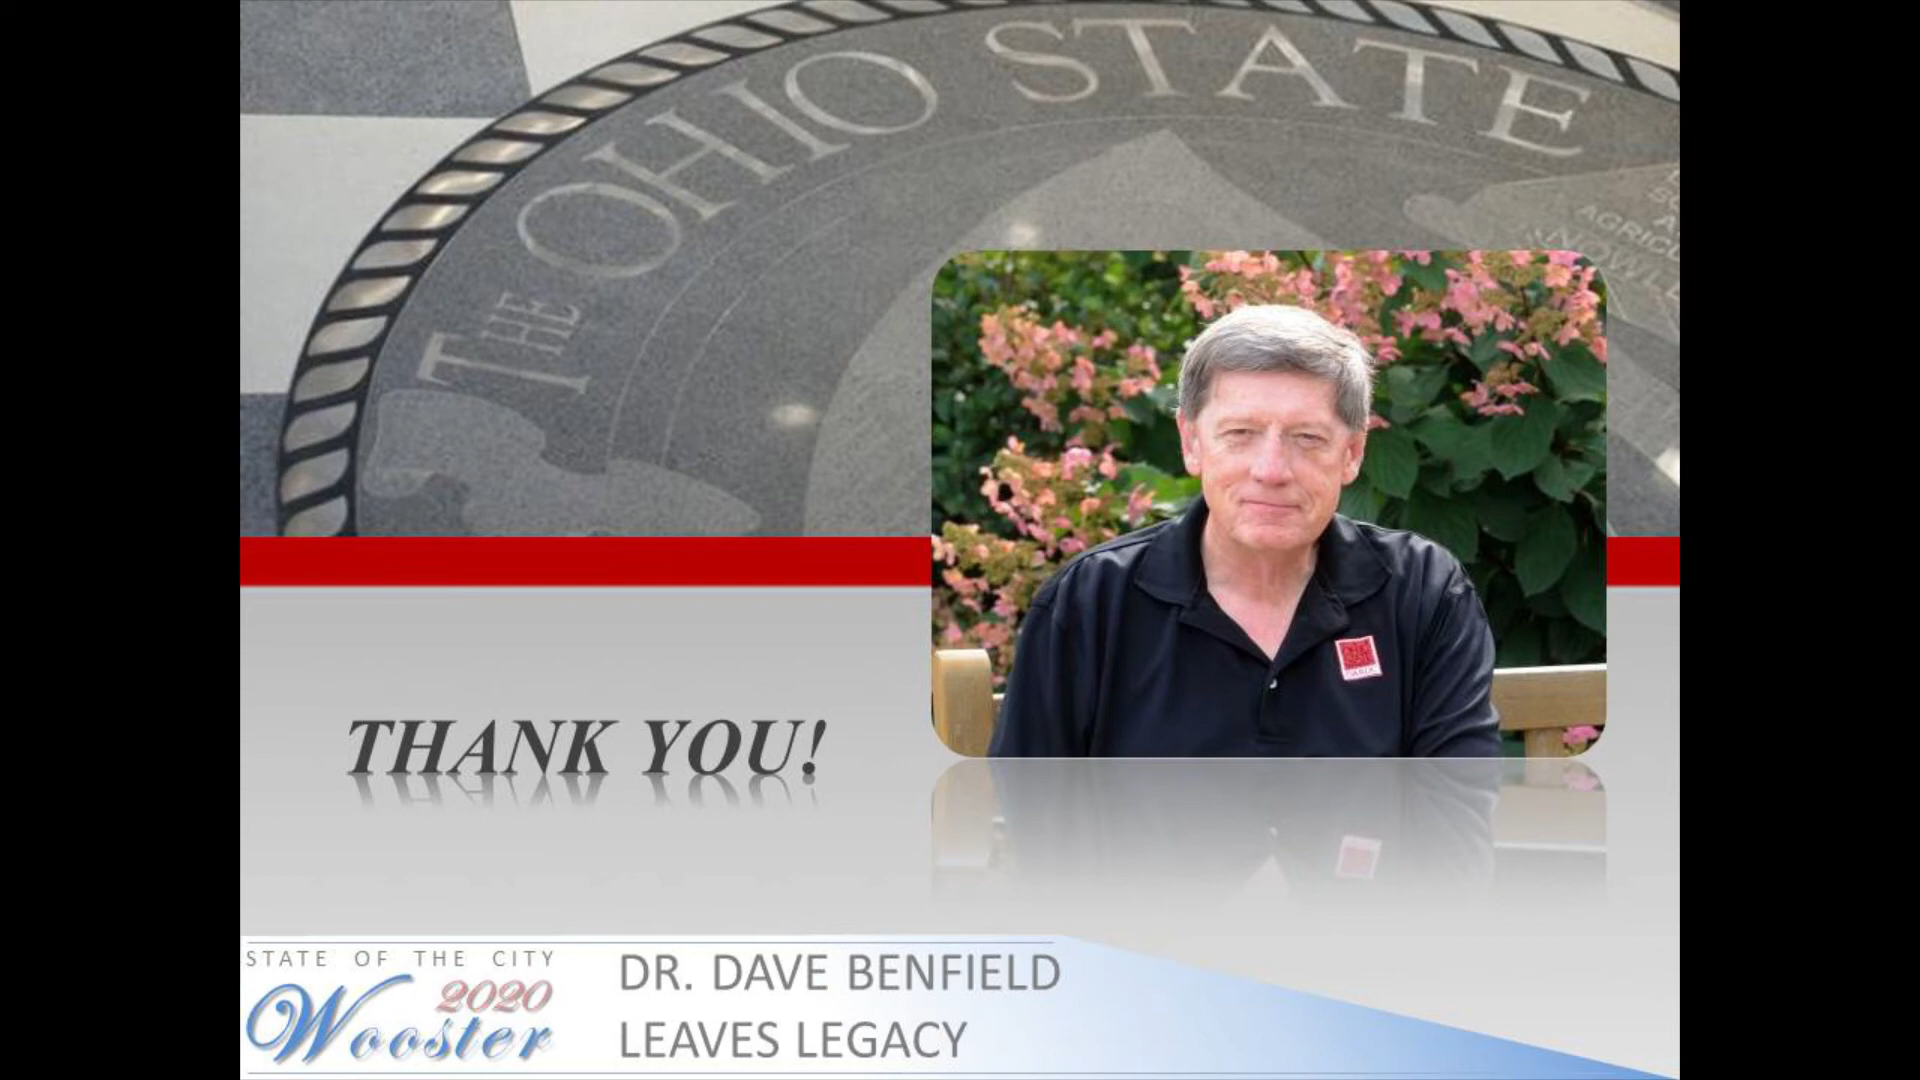 THE OHIO STATE
THANK YOU!
STATE OF THE CITY
2020
Wooster
DR. DAVE BENFIELD
LEAVES LEGACY